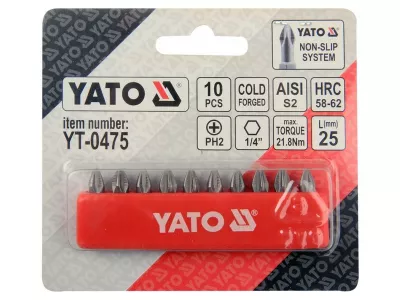 NON-SLIP
SYSTEM
YATO
10
PCS
COLD
FORGED
AISI
S2
HRC
58-62
item number:
YT-0475
PH2
1/4"
max.
TORQUE
21.8Nm
L(mm)
25
YATO